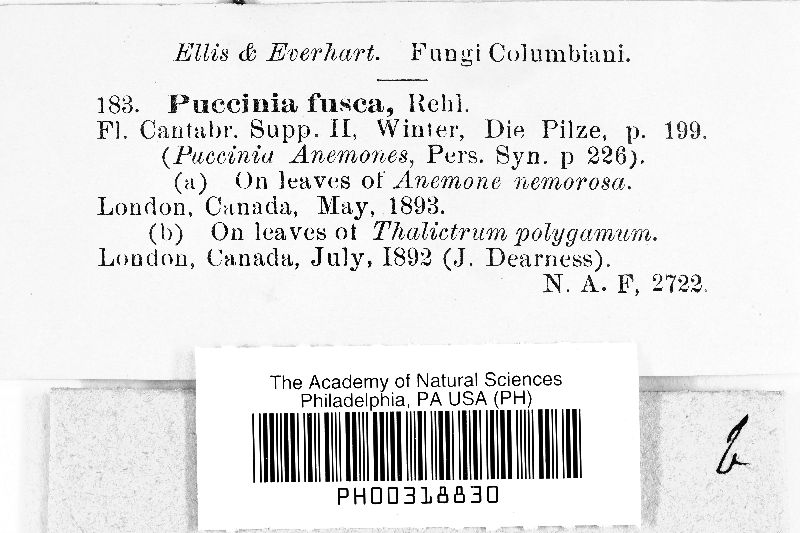 Ellis & Everhart. Fungi Columbiani.
183. Puccinia fusca, Rehl.
Fl. Cantabr. Supp. II, Winter, Die Pilze, p. 199.
(Puccinia Anemones, Pers. Syn. p 226).
(a) On leaves of Anemone nemorosa.
London, Canada, May, 1893.
(b) On leaves of Thalictrum polygamum.
London, Canada, July, 1892 (J. Dearness).
N. A. F, 2722.
The Academy of Natural Sciences
Philadelphia, PA USA (PH)
PH00318830
b